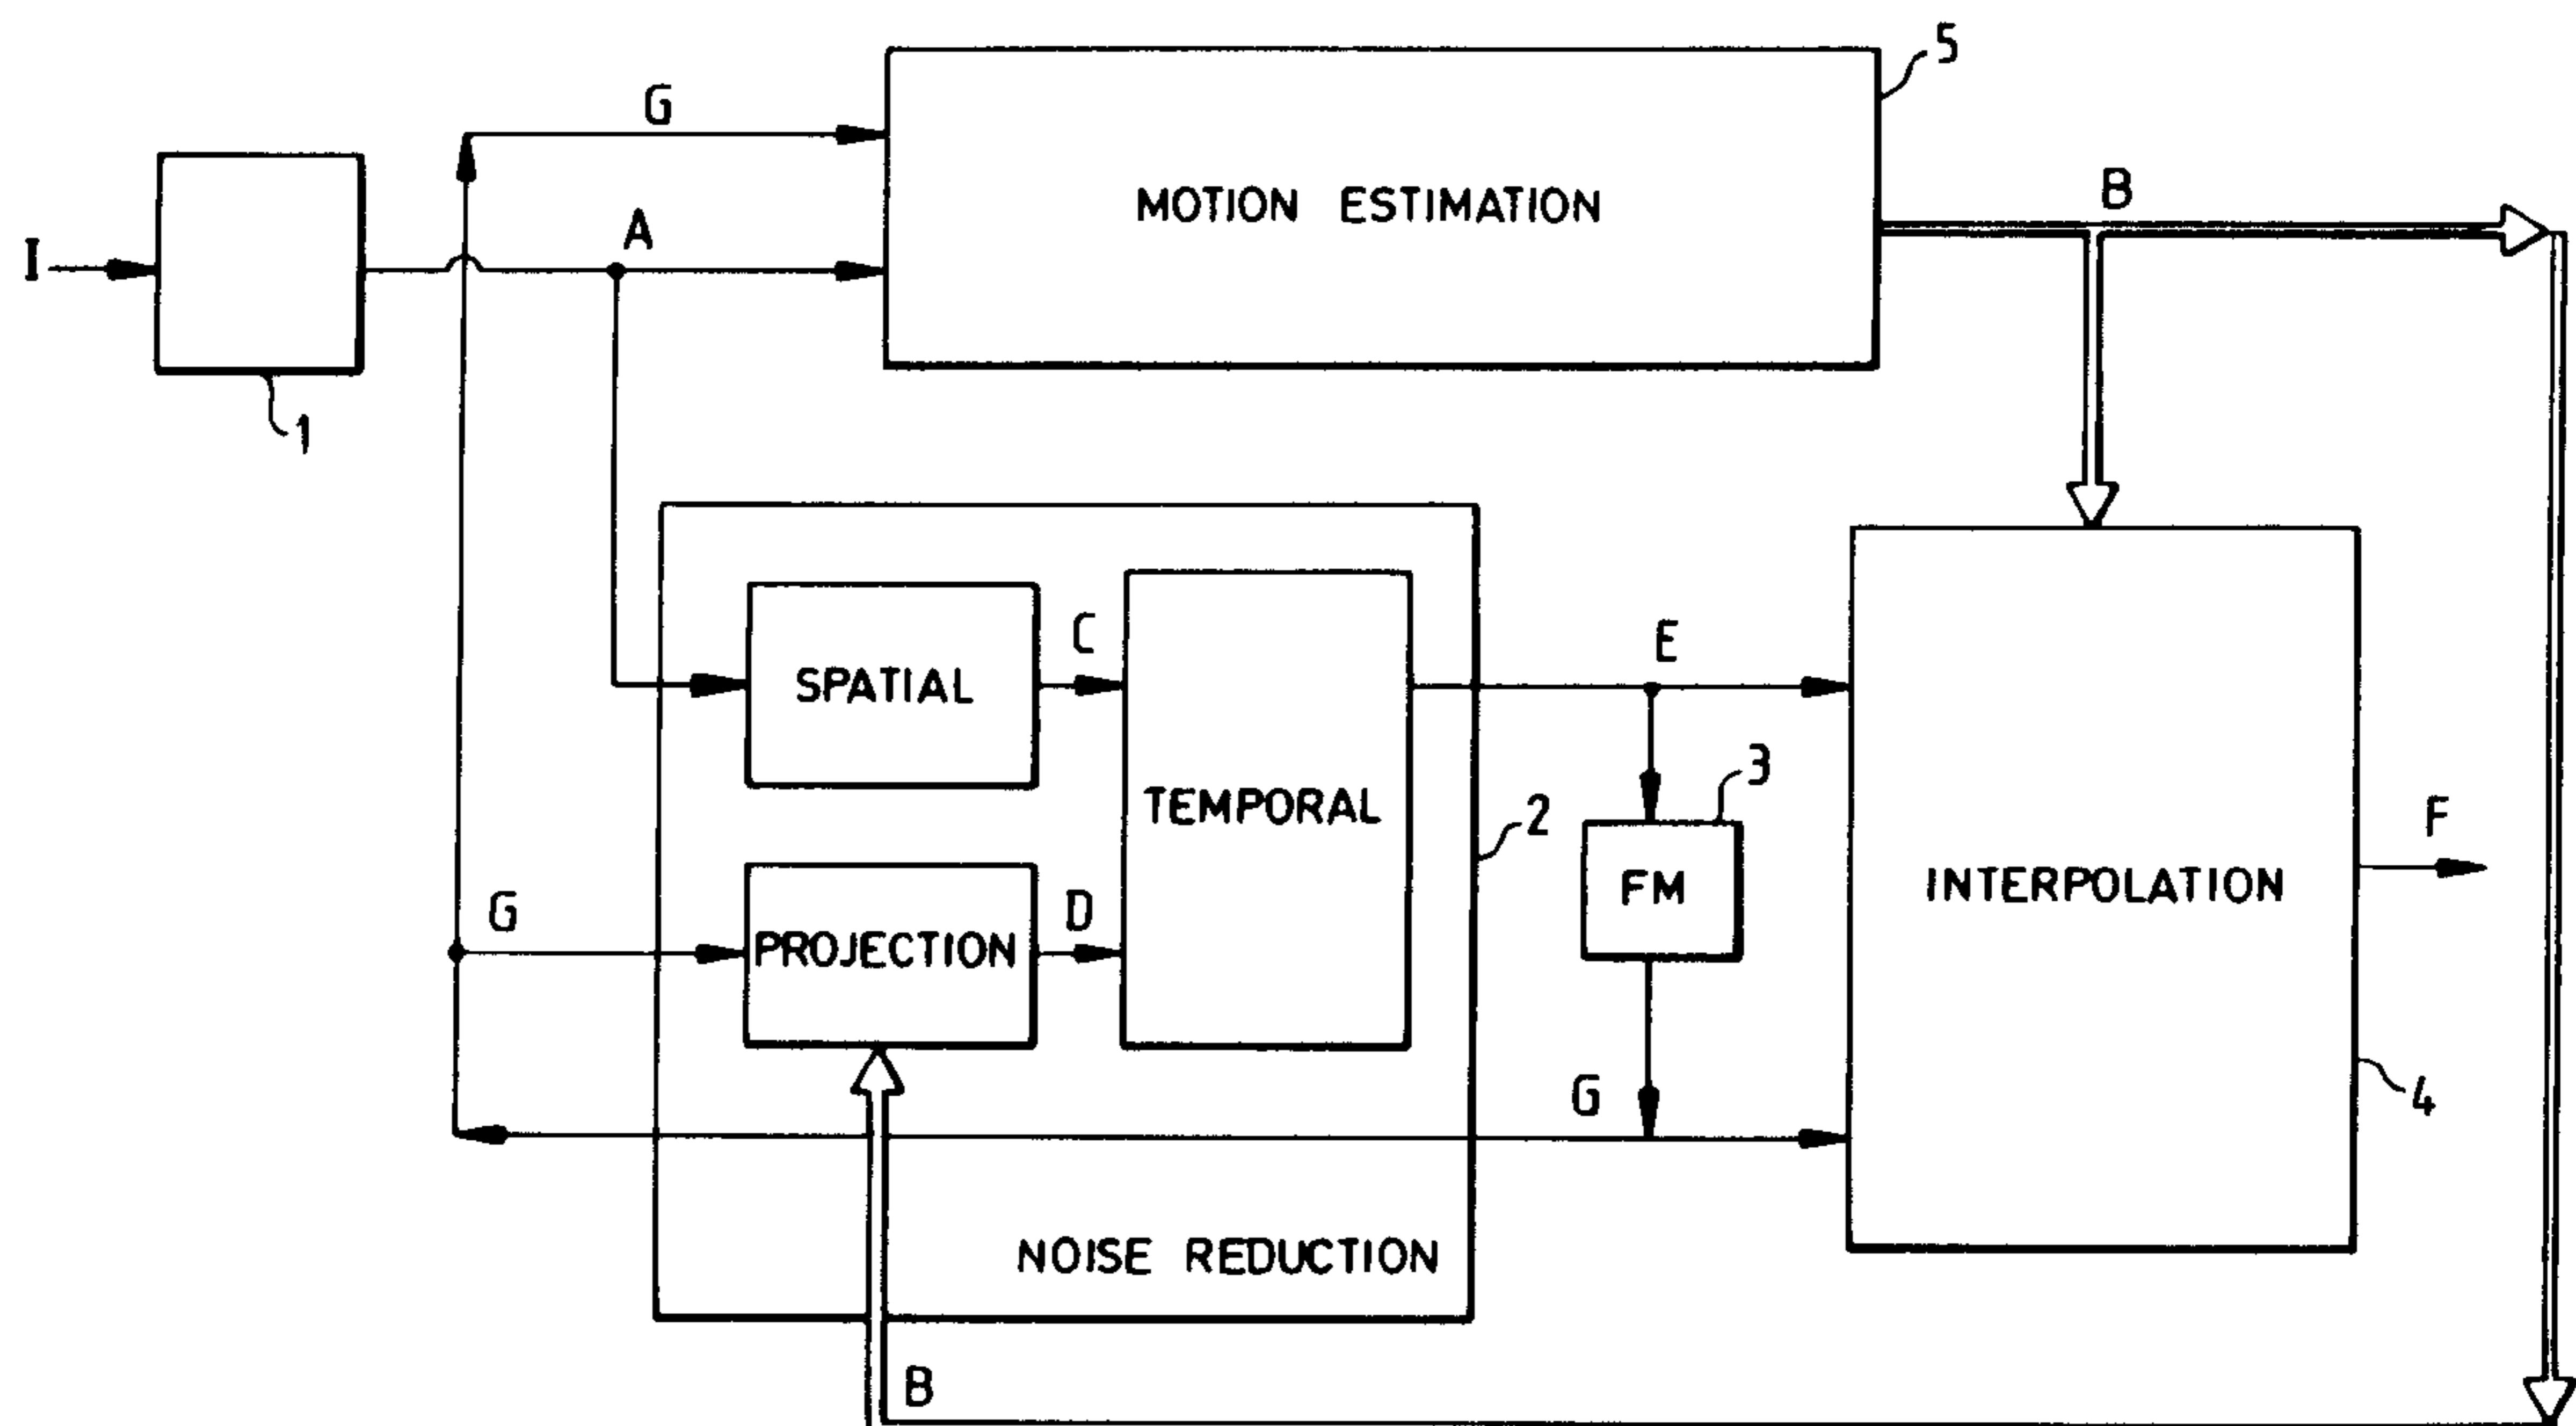 5
G
MOTION ESTIMATION
B
I
A
1
SPATIAL
C
TEMPORAL
E
3
2
FM
F
INTERPOLATION
G
PROJECTION
D
G
4
NOISE REDUCTION
B